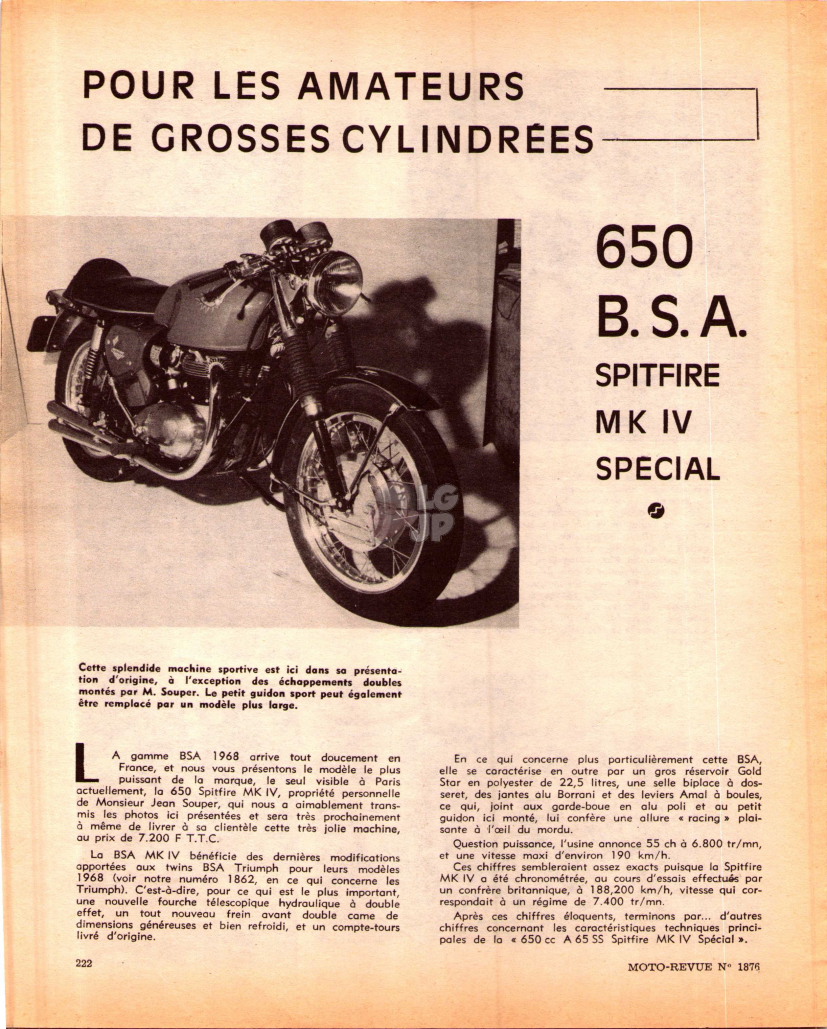 POUR LES AMATEURS
DE GROSSES CYLINDRÉES
650
B. S. A.
SPITFIRE
MK IV
SPÉCIAL
LG
JP
Cette splendide machine sportive est ici dans sa présenta-
tion d'origine, à l'exception des échappements doubles
montés par M. Souper. Le petit guidon sport peut également
être remplacé par un modèle plus large.
LA gamme BSA 1968 arrive tout doucement en
France, et nous vous présentons le modèle le plus
puissant de la marque, le seul visible à Paris
actuellement, la 650 Spitfire MK IV, propriété personnelle
de Monsieur Jean Souper, qui nous a aimablement trans-
mis les photos ici présentées et sera très prochainement
à même de livrer à sa clientèle cette très jolie machine,
au prix de 7.200 F T.T.C.
La BSA MK IV bénéficie des dernières modifications
apportées aux twins BSA Triumph pour leurs modèles
1968 (voir notre numéro 1862, en ce qui concerne les
Triumph). C'est-à-dire, pour ce qui est le plus important,
une nouvelle fourche télescopique hydraulique à double
effet, un tout nouveau frein avant double came de
dimensions généreuses et bien refroidi, et un compte-tours
livré d'origine.
En ce qui concerne plus particulièrement cette BSA,
elle se caractérise en outre par un gros réservoir Gold
Star en polyester de 22,5 litres, une selle biplace à dos-
seret, des jantes alu Borrani et des leviers Amal à boules,
ce qui, joint aux garde-boue en alu poli et au petit
guidon ici monté, lui confère une allure « racing » plai-
sante à l'œil du mordu.
Question puissance, l'usine annonce 55 ch à 6.800 tr/mn,
et une vitesse maxi d'environ 190 km/h.
Ces chiffres sembleraient assez exacts puisque la Spitfire
MK IV a été chronométrée, au cours d'essais effectués par
un confrère britannique, à 188,200 km/h, vitesse qui cor-
respondait à un régime de 7.400 tr/mn.
Après ces chiffres éloquents, terminons par... d'autres
chiffres concernant les caractéristiques techniques princi-
pales de la « 650 cc A 65 SS Spitfire MK IV Spécial ».
222
MOTO-REVUE N° 1876